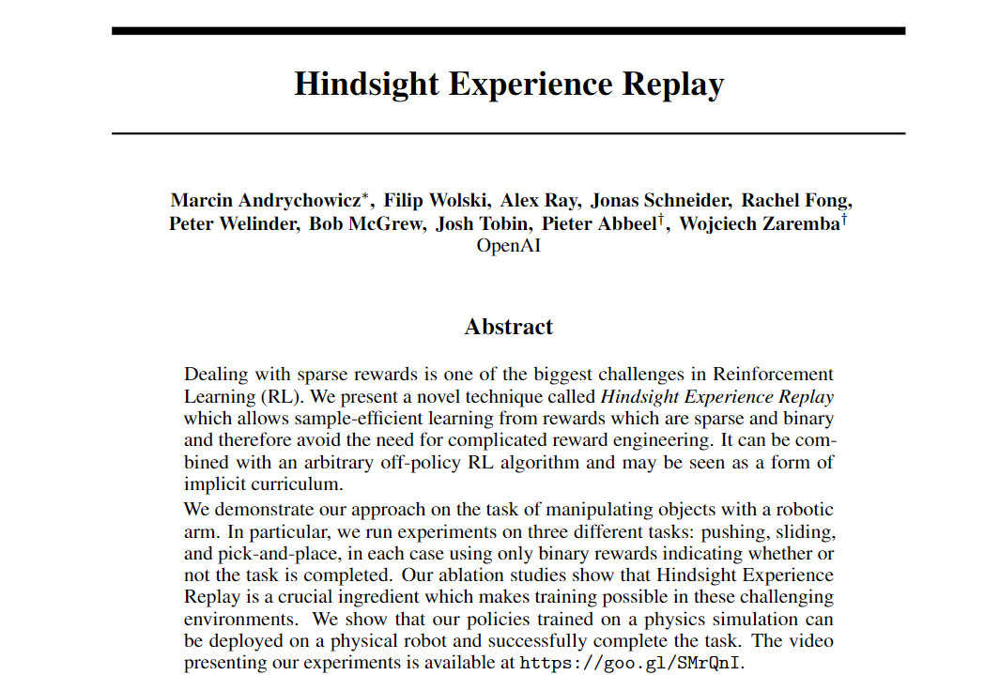 Hindsight Experience Replay
Marcin Andrychowicz*, Filip Wolski, Alex Ray, Jonas Schneider, Rachel Fong,
Peter Welinder, Bob McGrew, Josh Tobin, Pieter Abbeel†, Wojciech Zaremba†
OpenAI
Abstract
Dealing with sparse rewards is one of the biggest challenges in Reinforcement
Learning (RL). We present a novel technique called Hindsight Experience Replay
which allows sample-efficient learning from rewards which are sparse and binary
and therefore avoid the need for complicated reward engineering. It can be com-
bined with an arbitrary off-policy RL algorithm and may be seen as a form of
implicit curriculum.
We demonstrate our approach on the task of manipulating objects with a robotic
arm. In particular, we run experiments on three different tasks: pushing, sliding,
and pick-and-place, in each case using only binary rewards indicating whether or
not the task is completed. Our ablation studies show that Hindsight Experience
Replay is a crucial ingredient which makes training possible in these challenging
environments. We show that our policies trained on a physics simulation can
be deployed on a physical robot and successfully complete the task. The video
presenting our experiments is available at https://goo.gl/SMrQnI.